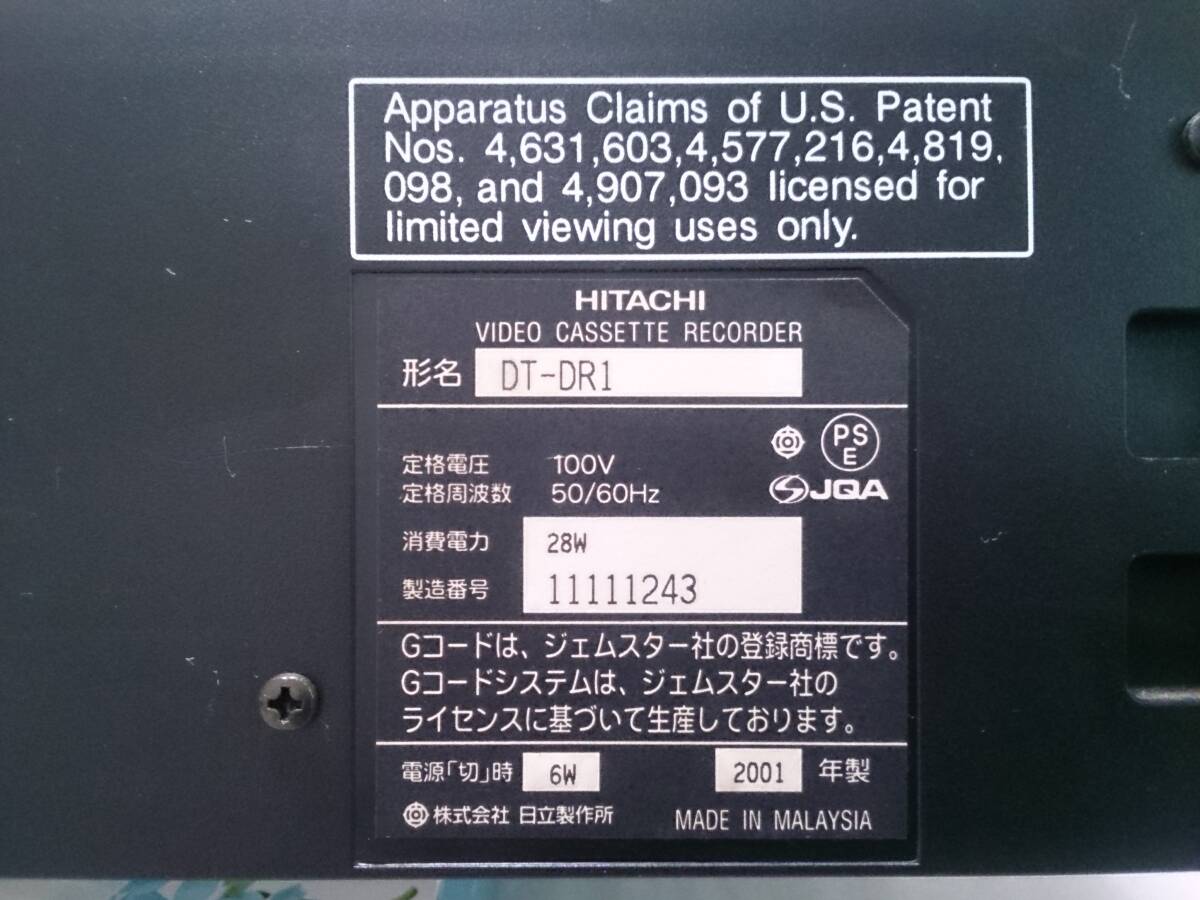 Apparatus Claims of U.S. Patent
Nos. 4,631,603,4,577,216,4,819,
098, and 4,907,093 licensed for
limited viewing uses only.
HITACHI
VIDEO CASSETTE RECORDER
形名 DT-DR1
PS
E
定格電圧 100V
定格周波数 50/60Hz
JQA
消費電力 28W
製造番号 11111243
Gコードは、ジェムスター社の登録商標です。
Gコードシステムは、ジェムスター社の
ライセンスに基づいて生産しております。
電源「切」時 6W 2001 年製
株式会社 日立製作所 MADE IN MALAYSIA